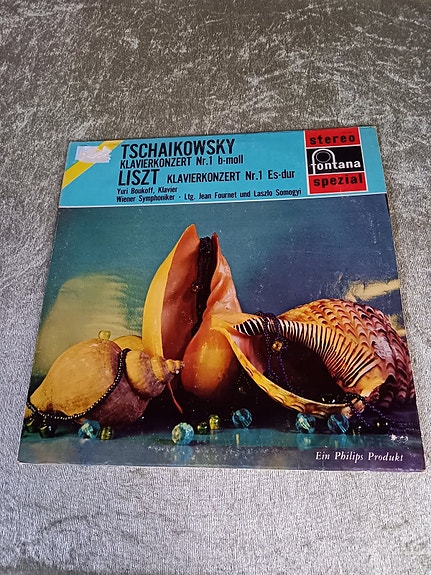 TSCHAIKOWSKY
KLAVIERKONZERT Nr.1 b-moll
LISZT KLAVIERKONZERT Nr.1 Es-dur
Yuri Boukoff, Klavier
Wiener Symphoniker · Ltg. Jean Fournet und Laszlo Somogyi
stereo
fontana
spezial
Ein Philips Produkt